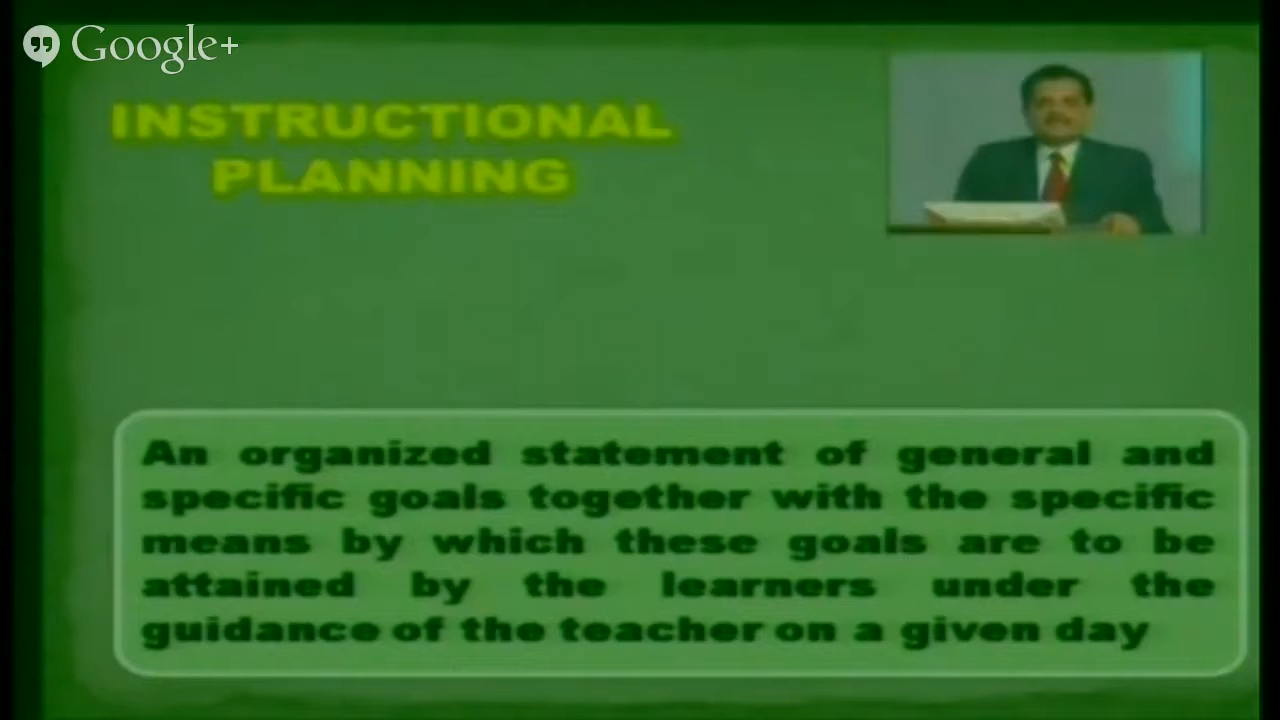 Google+
INSTRUCTIONAL
PLANNING
An organized statement of general and
specific goals together with the specific
means by which these goals are to be
attained by the learners under the
guidance of the teacher on a given day